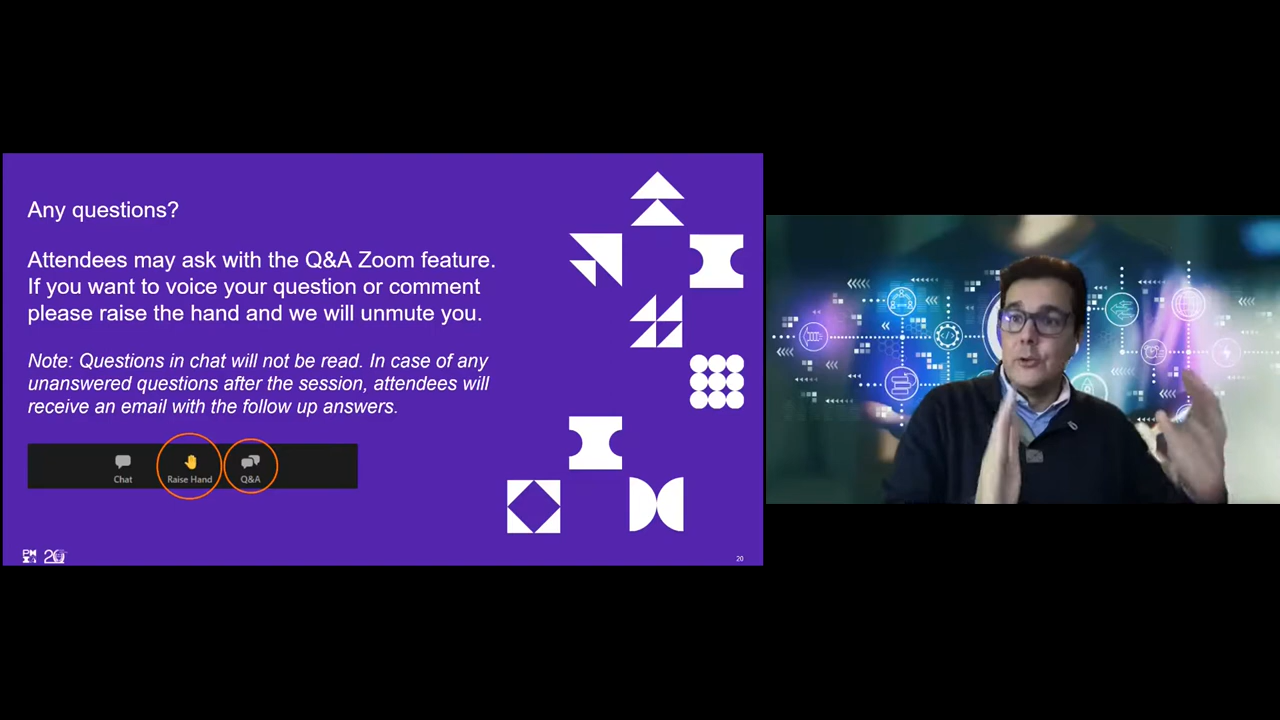 Any questions?
Attendees may ask with the Q&A Zoom feature.
If you want to voice your question or comment
please raise the hand and we will unmute you.
Note: Questions in chat will not be read. In case of any
unanswered questions after the session, attendees will
receive an email with the follow up answers.
Chat
Raise Hand
Q&A
PM
20
20